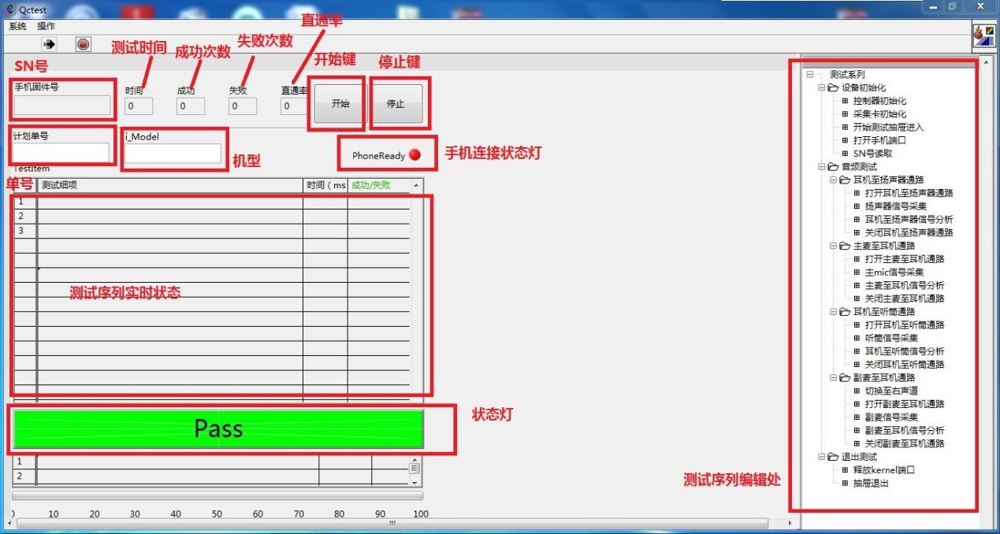 Qctest
系统 操作
直通率
测试时间 成功次数 失败次数
SN号 开始键 停止键
手机固件号 时间 成功 失败 直通率
0 0 0 0 开始 停止
计划单号 i_Model
机型 PhoneReady 手机连接状态灯
TestItem
单号 测试细项 时间（ms 成功/失败
1
2
3
测试序列实时状态
Pass
状态灯
1
2
10 20 30 40 50 60 70 80 90 100
测试系列
设备初始化
控制器初始化
采集卡初始化
开始测试抽屉进入
打开手机端口
SN号读取
音频测试
耳机至扬声器通路
打开耳机至扬声器通路
扬声器信号采集
耳机至扬声器信号分析
关闭耳机至扬声器通路
主麦至耳机通路
打开主麦至耳机通路
主mic信号采集
主麦至耳机信号分析
关闭主麦至耳机通路
耳机至听筒通路
打开耳机至听筒通路
听筒信号采集
耳机至听筒信号分析
关闭耳机至听筒通路
副麦至耳机通路
切换至右声道
打开副麦至耳机通路
副麦信号采集
副麦至耳机信号分析
关闭副麦至耳机通路
退出测试
释放kernel端口
抽屉退出
测试序列编辑处